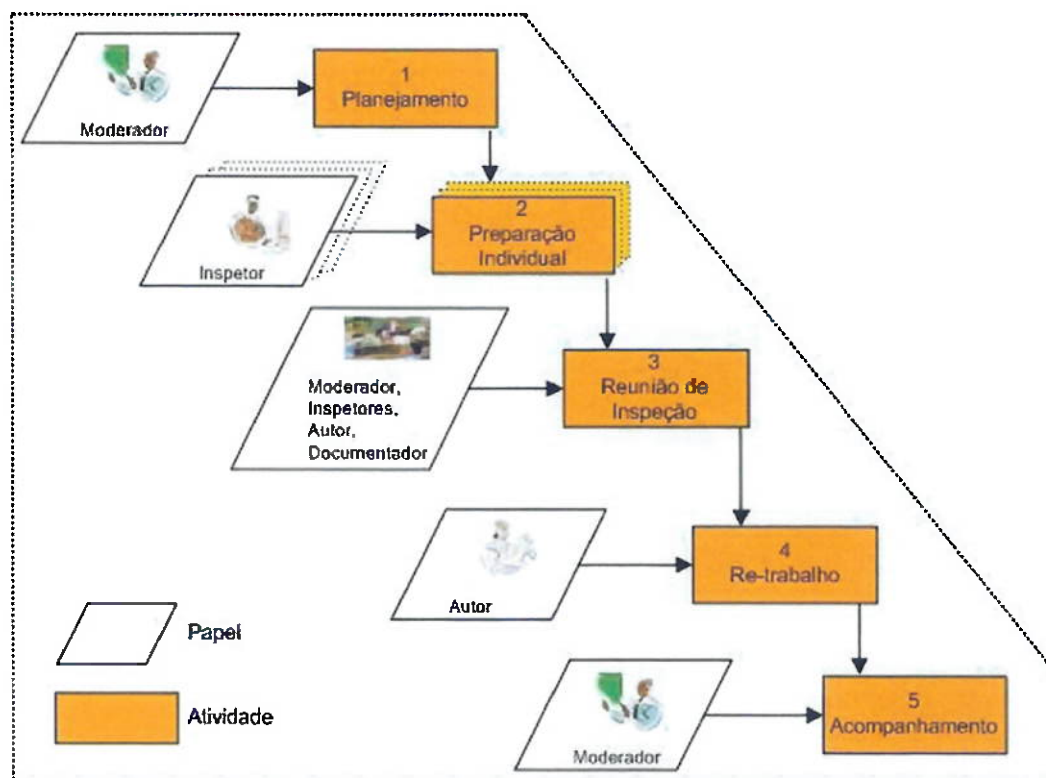 1
Planejamento
Moderador
2
Preparação
Individual
Inspetor
3
Reunião de
Inspeção
Moderador,
Inspetores,
Autor,
Documentador
4
Re-trabalho
Autor
Papel
5
Acompanhamento
Moderador
Atividade